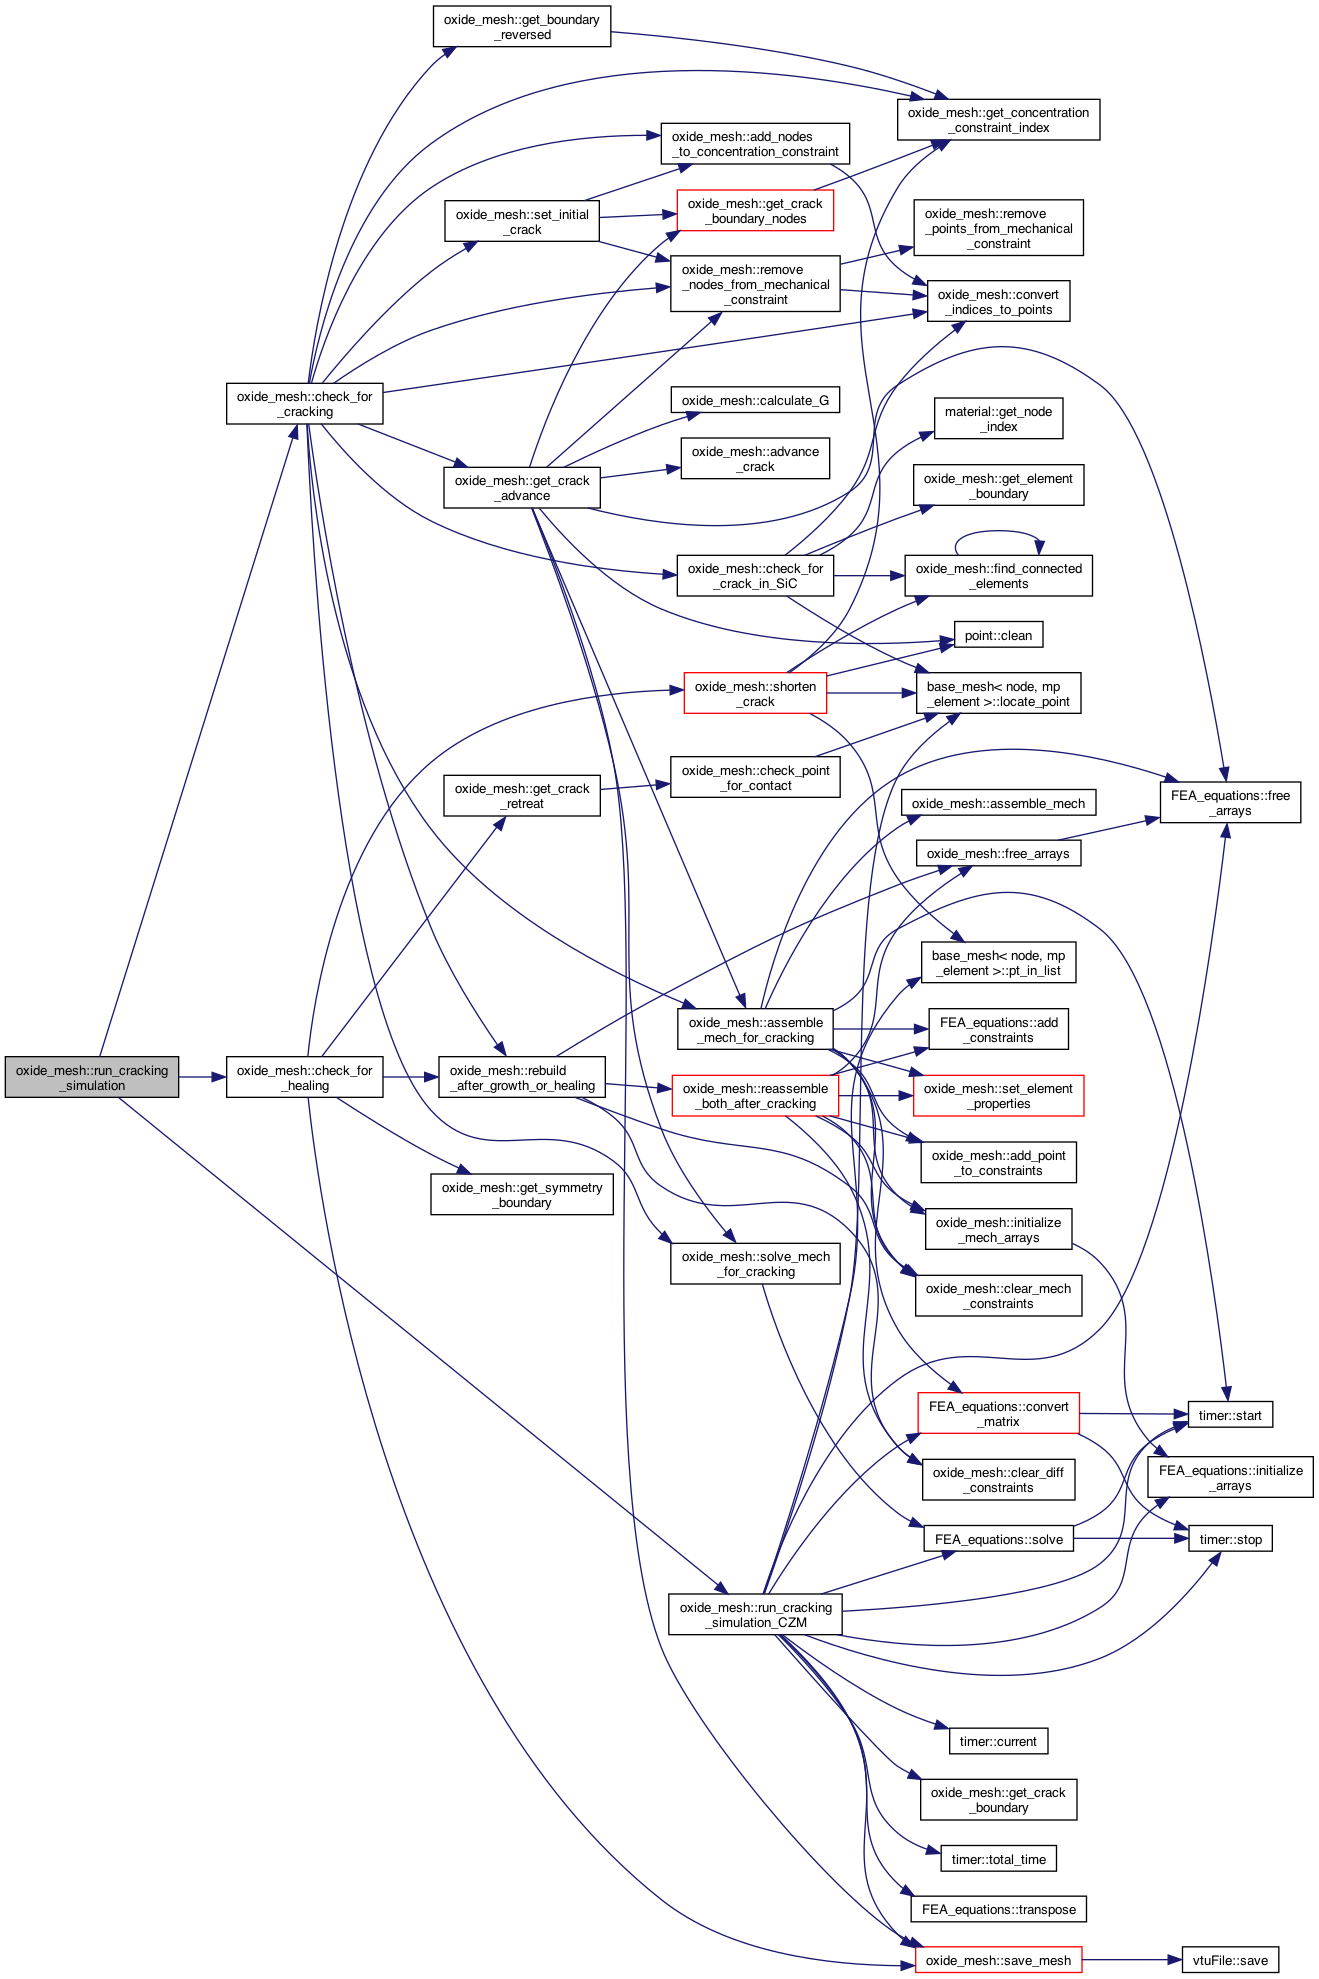 oxide_mesh::get_boundary
_reversed
oxide_mesh::get_concentration
_constraint_index
oxide_mesh::add_nodes
_to_concentration_constraint
oxide_mesh::set_initial
_crack
oxide_mesh::get_crack
_boundary_nodes
oxide_mesh::remove
_points_from_mechanical
_constraint
oxide_mesh::remove
_nodes_from_mechanical
_constraint
oxide_mesh::convert
_indices_to_points
oxide_mesh::check_for
_cracking
oxide_mesh::calculate_G
material::get_node
_index
oxide_mesh::advance
_crack
oxide_mesh::get_crack
_advance
oxide_mesh::get_element
_boundary
oxide_mesh::check_for
_crack_in_SiC
oxide_mesh::find_connected
_elements
point::clean
oxide_mesh::shorten
_crack
base_mesh< node, mp
_element >::locate_point
oxide_mesh::check_point
_for_contact
oxide_mesh::get_crack
_retreat
FEA_equations::free
_arrays
oxide_mesh::assemble_mech
oxide_mesh::free_arrays
base_mesh< node, mp
_element >::pt_in_list
oxide_mesh::assemble
_mech_for_cracking
FEA_equations::add
_constraints
oxide_mesh::run_cracking
_simulation
oxide_mesh::check_for
_healing
oxide_mesh::rebuild
_after_growth_or_healing
oxide_mesh::reassemble
_both_after_cracking
oxide_mesh::set_element
_properties
oxide_mesh::add_point
_to_constraints
oxide_mesh::get_symmetry
_boundary
oxide_mesh::initialize
_mech_arrays
oxide_mesh::solve_mech
_for_cracking
oxide_mesh::clear_mech
_constraints
FEA_equations::convert
_matrix
timer::start
oxide_mesh::clear_diff
_constraints
FEA_equations::initialize
_arrays
FEA_equations::solve
timer::stop
oxide_mesh::run_cracking
_simulation_CZM
timer::current
oxide_mesh::get_crack
_boundary
timer::total_time
FEA_equations::transpose
oxide_mesh::save_mesh
vtuFile::save